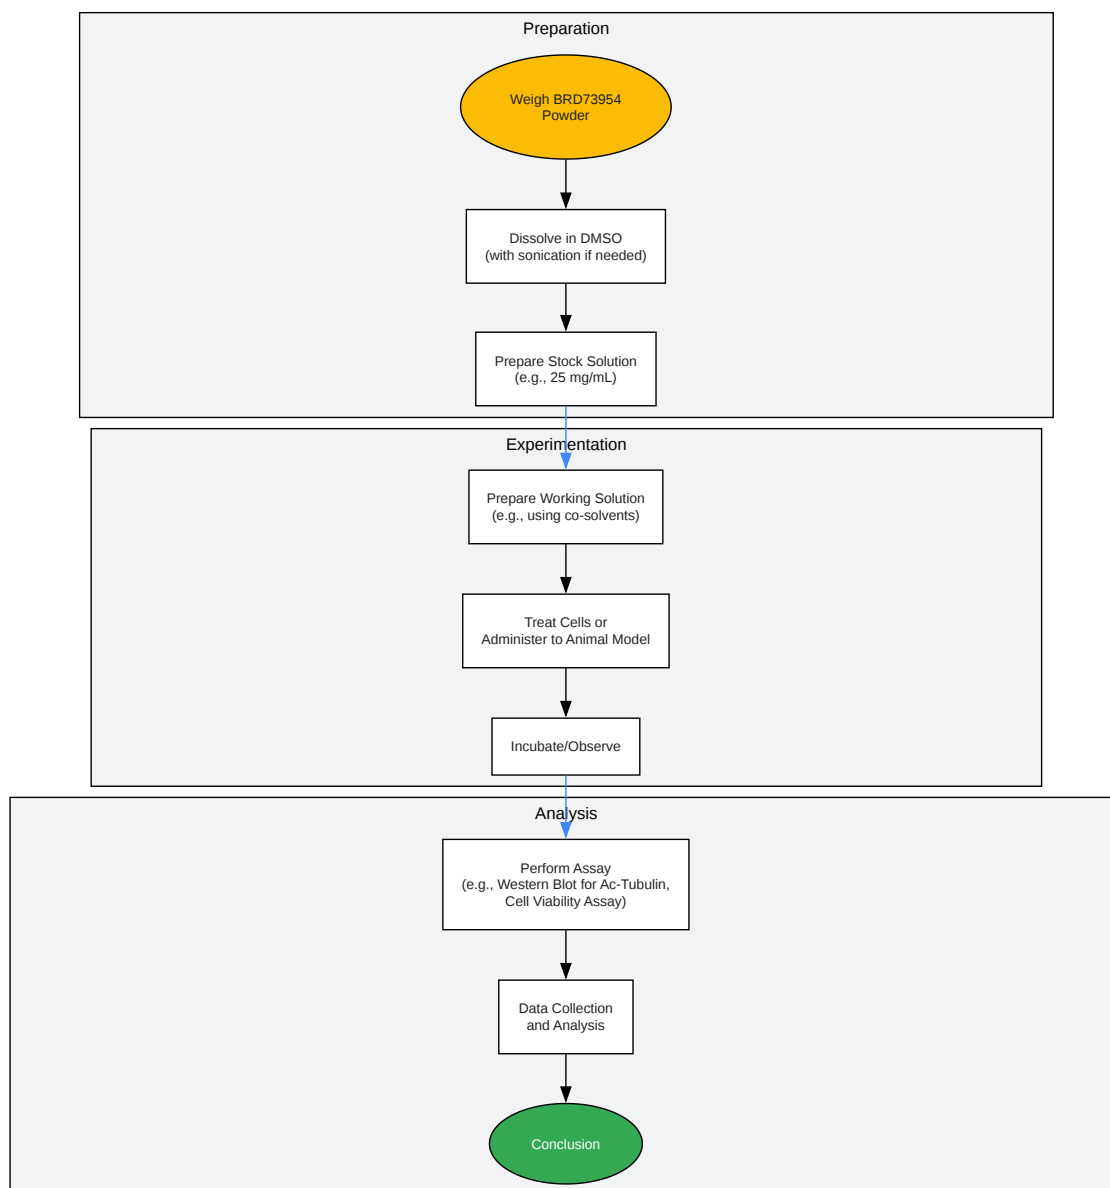 Preparation
Weigh BRD73954
Powder
Dissolve in DMSO
(with sonication if needed)
Prepare Stock Solution
(e.g., 25 mg/mL)
Experimentation
Prepare Working Solution
(e.g., using co-solvents)
Treat Cells or
Administer to Animal Model
Incubate/Observe
Analysis
Perform Assay
(e.g., Western Blot for Ac-Tubulin,
Cell Viability Assay)
Data Collection
and Analysis
Conclusion